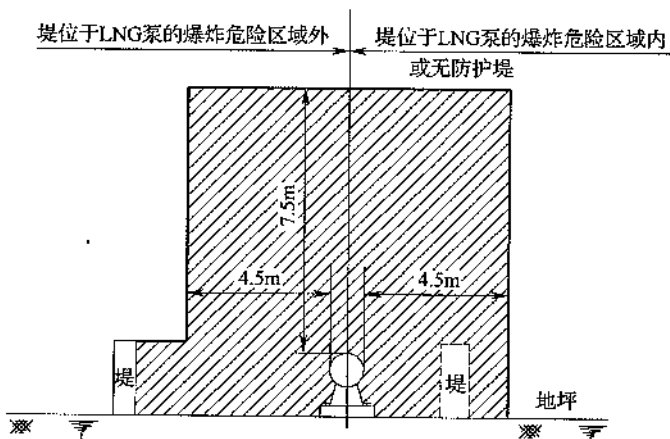 堤位于LNG泵的爆炸危险区域外
堤位于LNG泵的爆炸危险区域内
或无防护堤
7.5m
4.5m
4.5m
堤
堤
地坪